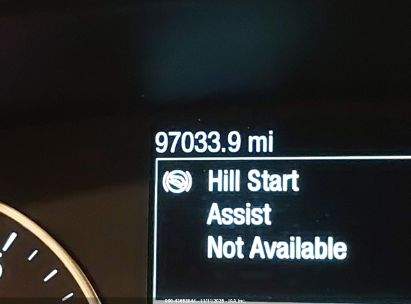 97033.9 mi
Hill Start
Assist
Not Available